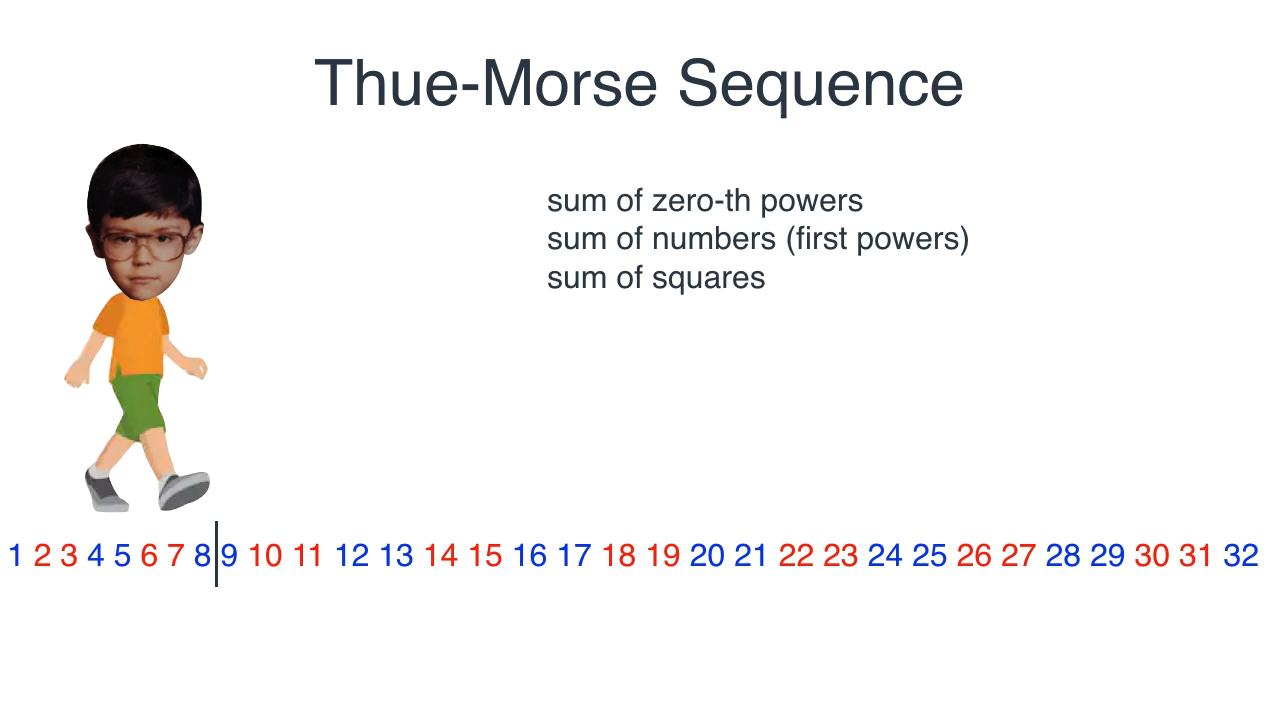 Thue-Morse Sequence
sum of zero-th powers
sum of numbers (first powers)
sum of squares
1 2 3 4 5 6 7 8 9 10 11 12 13 14 15 16 17 18 19 20 21 22 23 24 25 26 27 28 29 30 31 32